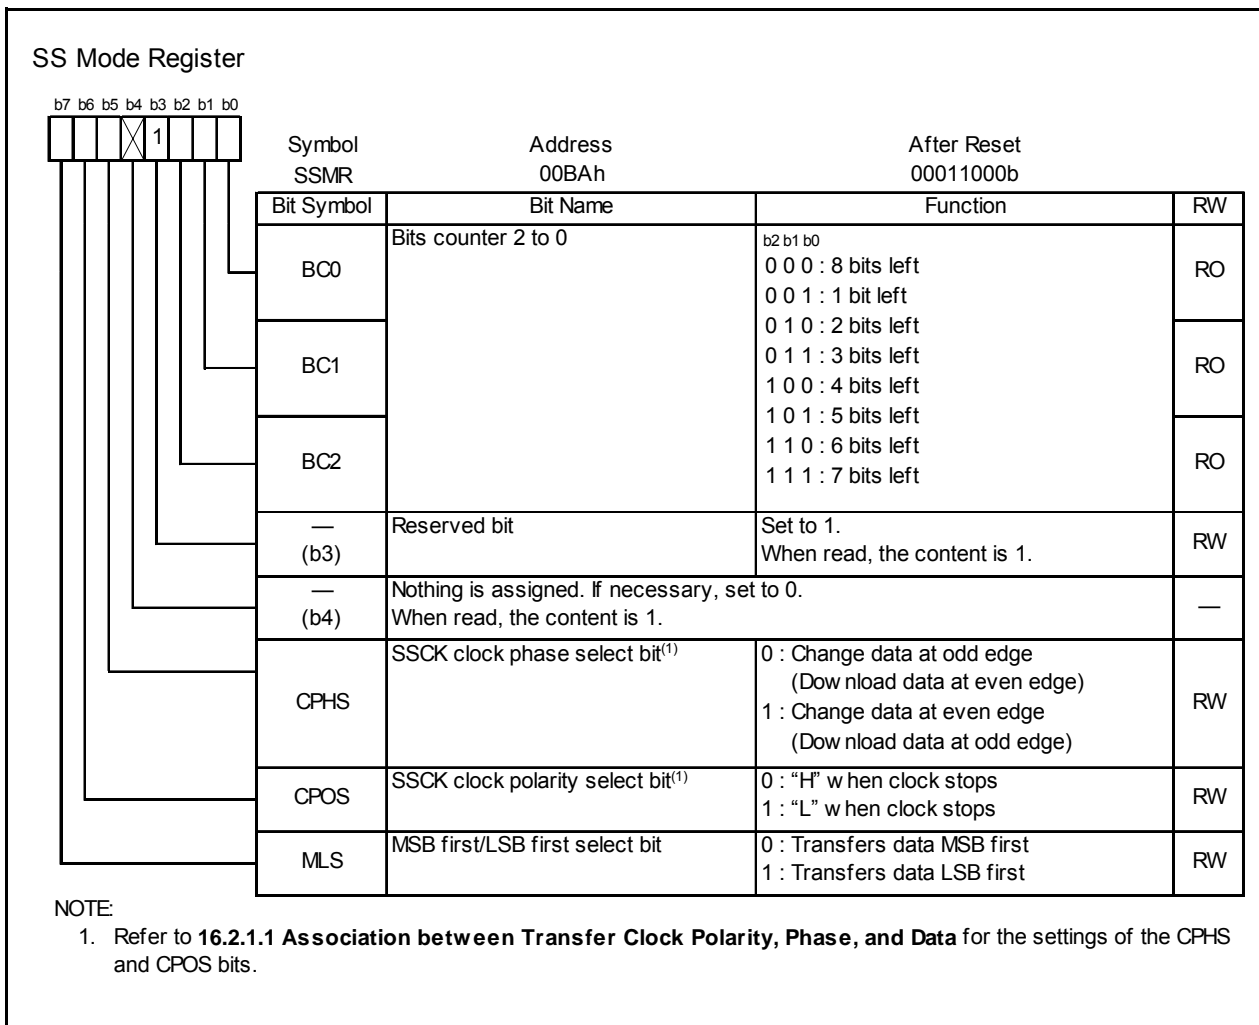 SS Mode Register
b7 b6 b5 b4 b3 b2 b1 b0
1
Symbol Address After Reset
SSMR 00BAh 00011000b
Bit Symbol Bit Name Function RW
BC0 Bits counter 2 to 0 b2 b1 b0 RO
0 0 0 : 8 bits left
0 0 1 : 1 bit left
0 1 0 : 2 bits left
BC1 0 1 1 : 3 bits left RO
1 0 0 : 4 bits left
1 0 1 : 5 bits left
BC2 1 1 0 : 6 bits left RO
1 1 1 : 7 bits left
— Reserved bit Set to 1. RW
(b3) When read, the content is 1.
— Nothing is assigned. If necessary, set to 0. —
(b4) When read, the content is 1.
CPHS SSCK clock phase select bit(1) 0 : Change data at odd edge RW
(Download data at even edge)
1 : Change data at even edge
(Download data at odd edge)
CPOS SSCK clock polarity select bit(1) 0 : “H” when clock stops RW
1 : “L” when clock stops
MLS MSB first/LSB first select bit 0 : Transfers data MSB first RW
1 : Transfers data LSB first
NOTE:
1. Refer to 16.2.1.1 Association between Transfer Clock Polarity, Phase, and Data for the settings of the CPHS
and CPOS bits.